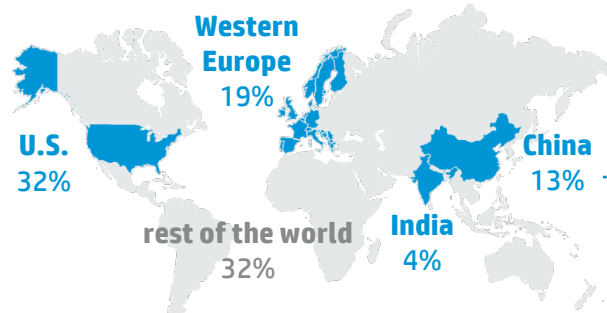 Western
Europe
19%
U.S.
32%
China
13%
India
4%
rest of the world
32%